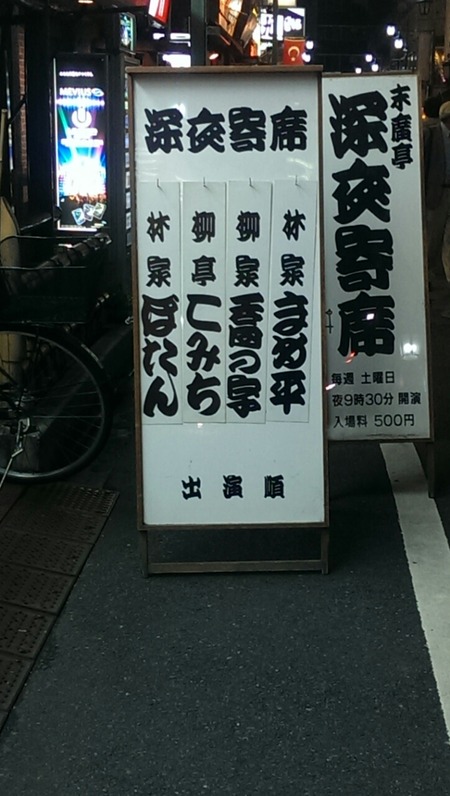 深夜寄席
林家まめ平
柳家喬の字
柳亭こみち
林家ぼたん
出演順
末廣亭
深夜寄席
毎週 土曜日
夜9時30分 開演
入場料 500円
MEVIUS